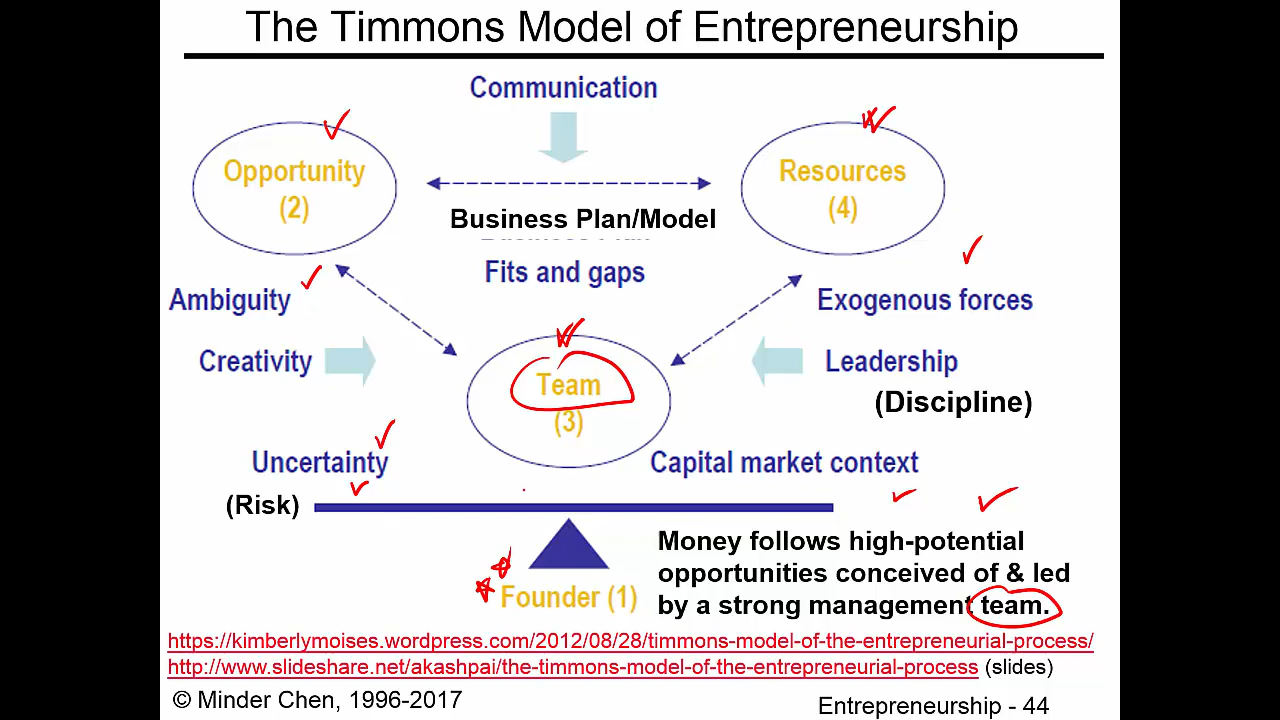 The Timmons Model of Entrepreneurship
Communication
Opportunity
(2)
Resources
(4)
Business Plan/Model
Fits and gaps
Ambiguity
Exogenous forces
Creativity
Leadership
(Discipline)
Team
(3)
Uncertainty
Capital market context
(Risk)
Money follows high-potential
opportunities conceived of & led
by a strong management team.
Founder (1)
https://kimberlymoises.wordpress.com/2012/08/28/timmons-model-of-the-entrepreneurial-process/
http://www.slideshare.net/akashpai/the-timmons-model-of-the-entrepreneurial-process (slides)
© Minder Chen, 1996-2017
Entrepreneurship - 44